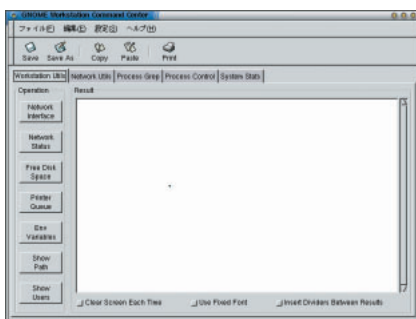 GNOME Workstation Command Center
ファイル(F) 編集(E) 設定(S) ヘルプ(H)
Save Save As Copy Paste Print
Workstation Utils Network Utils Process Grep Process Control System Stats
Operation Result
Network Interface
Network Status
Free Disk Space
Printer Queue
Env Variables
Show Path
Show Users
Clear Screen Each Time Use Fixed Font Insert Dividers Between Results